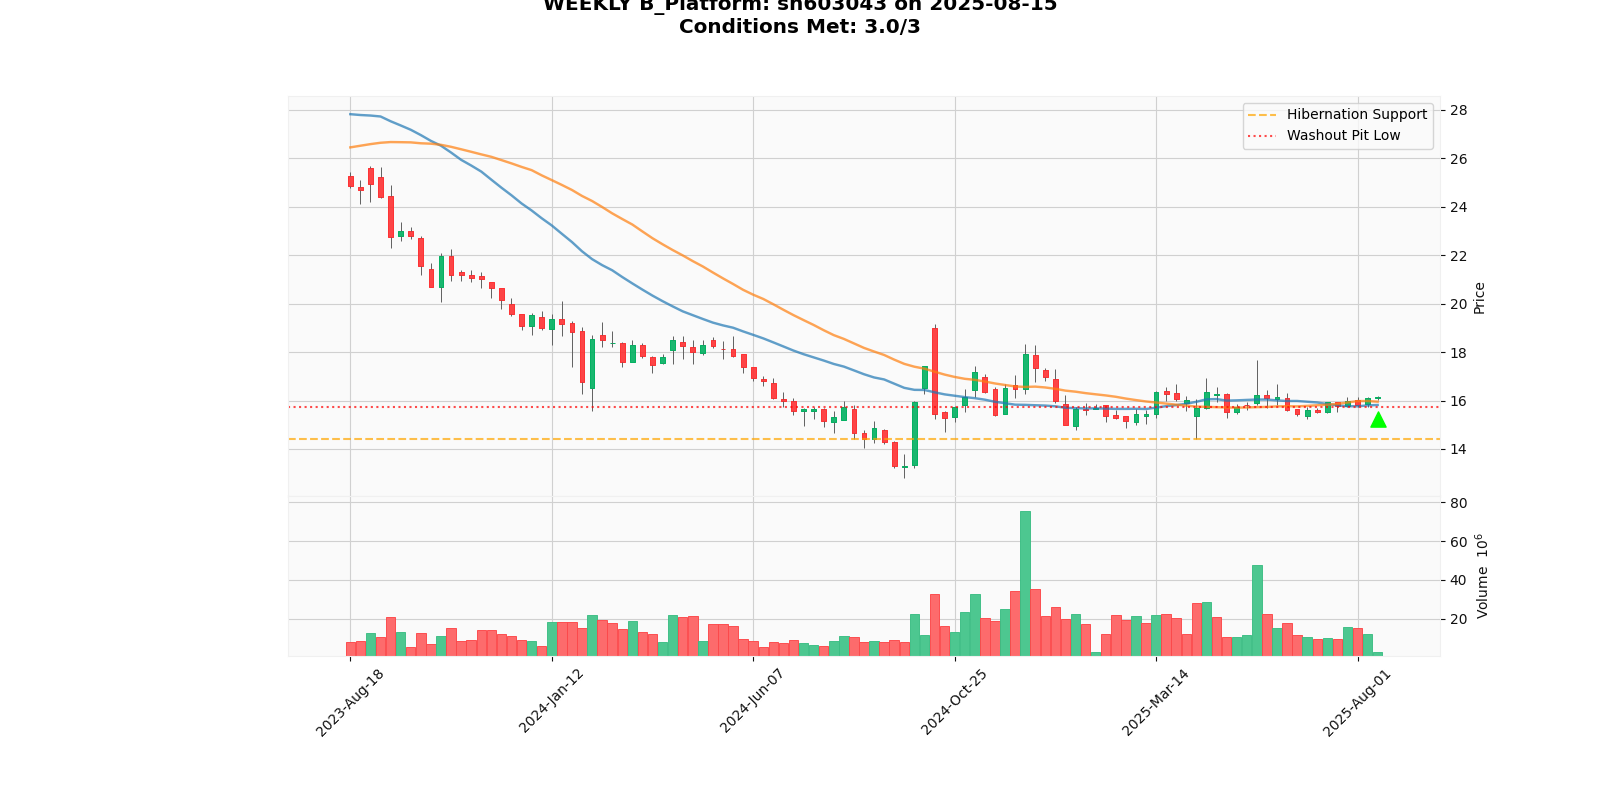 WEEKLY B_Platform: sh603043 on 2025-08-15
Conditions Met: 3.0/3
Hibernation Support
Washout Pit Low
28
26
24
22
20
18
16
14
Price
80
60
40
20
Volume 10^6
2023-Aug-18
2024-Jan-12
2024-Jun-07
2024-Oct-25
2025-Mar-14
2025-Aug-01